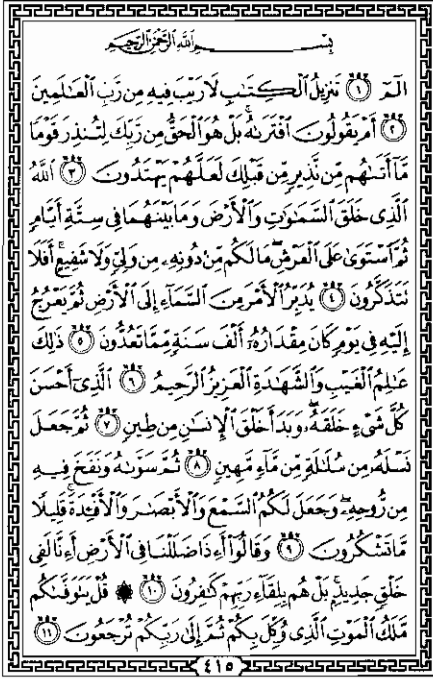 بِسْمِ اللَّهِ الرَّحْمَٰنِ الرَّحِيمِ
الٓمٓ ١ تَنزِيلُ ٱلْكِتَٰبِ لَا رَيْبَ فِيهِ مِن رَّبِّ ٱلْعَٰلَمِينَ
٢ أَمْ يَقُولُونَ ٱفْتَرَىٰهُۚ بَلْ هُوَ ٱلْحَقُّ مِن رَّبِّكَ لِتُنذِرَ قَوْمًا
مَّآ أَتَىٰهُم مِّن نَّذِيرٍ مِّن قَبْلِكَ لَعَلَّهُمْ يَهْتَدُونَ ٣ ٱللَّهُ
ٱلَّذِى خَلَقَ ٱلسَّمَٰوَٰتِ وَٱلْأَرْضَ وَمَا بَيْنَهُمَا فِى سِتَّةِ أَيَّامٍ
ثُمَّ ٱسْتَوَىٰ عَلَى ٱلْعَرْشِۖ مَا لَكُم مِّن دُونِهِۦ مِن وَلِىٍّ وَلَا شَفِيعٍۚ أَفَلَا
تَتَذَكَّرُونَ ٤ يُدَبِّرُ ٱلْأَمْرَ مِنَ ٱلسَّمَآءِ إِلَى ٱلْأَرْضِ ثُمَّ يَعْرُجُ
إِلَيْهِ فِى يَوْمٍ كَانَ مِقْدَارُهُۥٓ أَلْفَ سَنَةٍ مِّمَّا تَعُدُّونَ ٥ ذَٰلِكَ
عَٰلِمُ ٱلْغَيْبِ وَٱلشَّهَٰدَةِ ٱلْعَزِيزُ ٱلرَّحِيمُ ٦ ٱلَّذِىٓ أَحْسَنَ
كُلَّ شَىْءٍ خَلَقَهُۥۖ وَبَدَأَ خَلْقَ ٱلْإِنسَٰنِ مِن طِينٍ ٧ ثُمَّ جَعَلَ
نَسْلَهُۥ مِن سُلَٰلَةٍ مِّن مَّآءٍ مَّهِينٍ ٨ ثُمَّ سَوَّىٰهُ وَنَفَخَ فِيهِ
مِن رُّوحِهِۦۖ وَجَعَلَ لَكُمُ ٱلسَّمْعَ وَٱلْأَبْصَٰرَ وَٱلْأَفْـِٔدَةَۚ قَلِيلًا
مَّا تَشْكُرُونَ ٩ وَقَالُوٓا۟ أَءِذَا ضَلَلْنَا فِى ٱلْأَرْضِ أَءِنَّا لَفِى
خَلْقٍ جَدِيدٍۭۚ بَلْ هُم بِلِقَآءِ رَبِّهِمْ كَٰفِرُونَ ١٠ ۞ قُلْ يَتَوَفَّىٰكُم
مَّلَكُ ٱلْمَوْتِ ٱلَّذِى وُكِّلَ بِكُمْ ثُمَّ إِلَىٰ رَبِّكُمْ تُرْجَعُونَ ١١
٤١٥